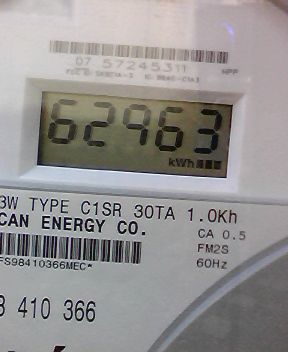 07 57245311
62963
kWh
3W TYPE C1SR 30TA 1.0Kh
CAN ENERGY CO.
CA 0.5
FM2S
60Hz
FS98410366MEC*
8 410 366